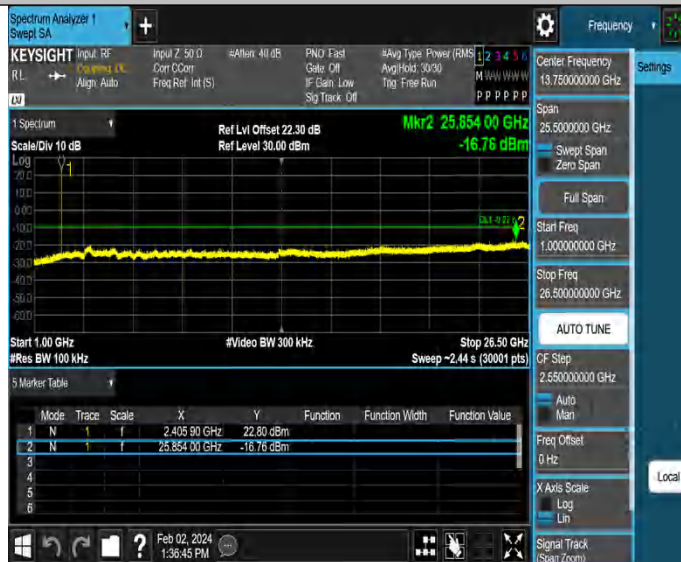 Spectrum Analyzer 1
Swept SA
Frequency
KEYSIGHT
RL
Input: RF
Coupling: DC
Align: Auto
Input Z: 50 Ω
Corr CCorr
Freq Ref: Int (S)
#Atten: 40 dB
PNO: Fast
Gate: Off
IF Gain: Low
Sig Track: Off
#Avg Type: Power (RMS
Avg|Hold: 30/30
Trig: Free Run
1 2 3 4 5 6
M W W W W W
P P P P P P
Settings
Center Frequency
13.750000000 GHz
Span
25.5000000 GHz
Swept Span
Zero Span
Full Span
Start Freq
1.000000000 GHz
Stop Freq
26.500000000 GHz
AUTO TUNE
CF Step
2.550000000 GHz
Auto
Man
Freq Offset
0 Hz
X Axis Scale
Log
Lin
Signal Track
(Span Zoom)
Local
1 Spectrum
Scale/Div 10 dB
Ref Lvl Offset 22.30 dB
Ref Level 30.00 dBm
Mkr2 25.854 00 GHz
-16.76 dBm
Log
20.0
10.0
0.00
-10.0
-20.0
-30.0
-40.0
-50.0
-60.0
1
2
Start 1.00 GHz
#Res BW 100 kHz
#Video BW 300 kHz
Stop 26.50 GHz
Sweep ~2.44 s (30001 pts)
5 Marker Table
Mode Trace Scale X Y Function Function Width Function Value
1 N 1 f 2.405 90 GHz 22.80 dBm
2 N 1 f 25.854 00 GHz -16.76 dBm
3
4
5
6
?
Feb 02, 2024
1:36:45 PM